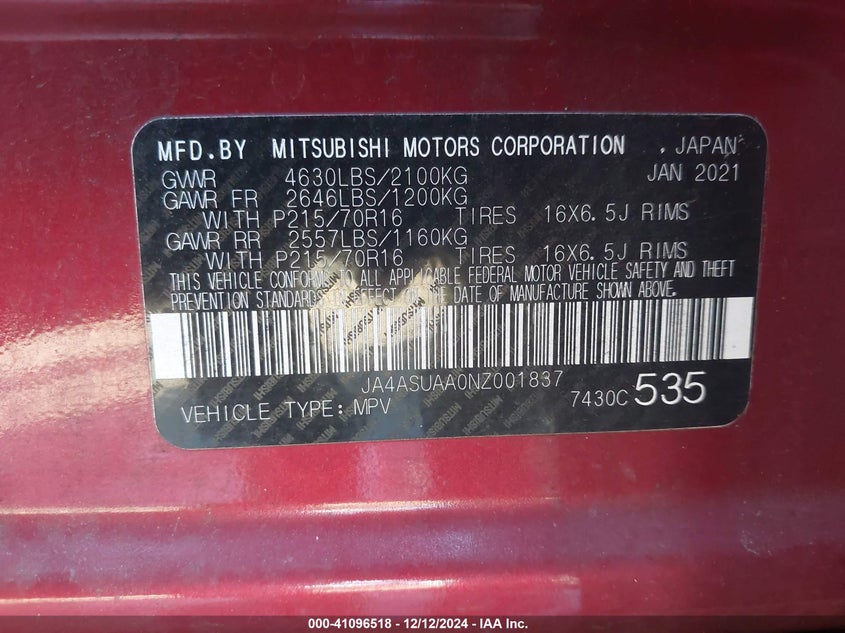 MFD.BY MITSUBISHI MOTORS CORPORATION , JAPAN
GVWR 4630LBS/2100KG JAN 2021
GAWR FR 2646LBS/1200KG
WITH P215/70R16 TIRES 16X6.5J RIMS
GAWR RR 2557LBS/1160KG
WITH P215/70R16 TIRES 16X6.5J RIMS
THIS VEHICLE CONFORMS TO ALL APPLICABLE FEDERAL MOTOR VEHICLE SAFETY AND THEFT
PREVENTION STANDARDS IN EFFECT ON THE DATE OF MANUFACTURE SHOWN ABOVE.
JA4ASUAA0NZ001837
VEHICLE TYPE: MPV 7430C 535
000-41096518 - 12/12/2024 - IAA Inc.